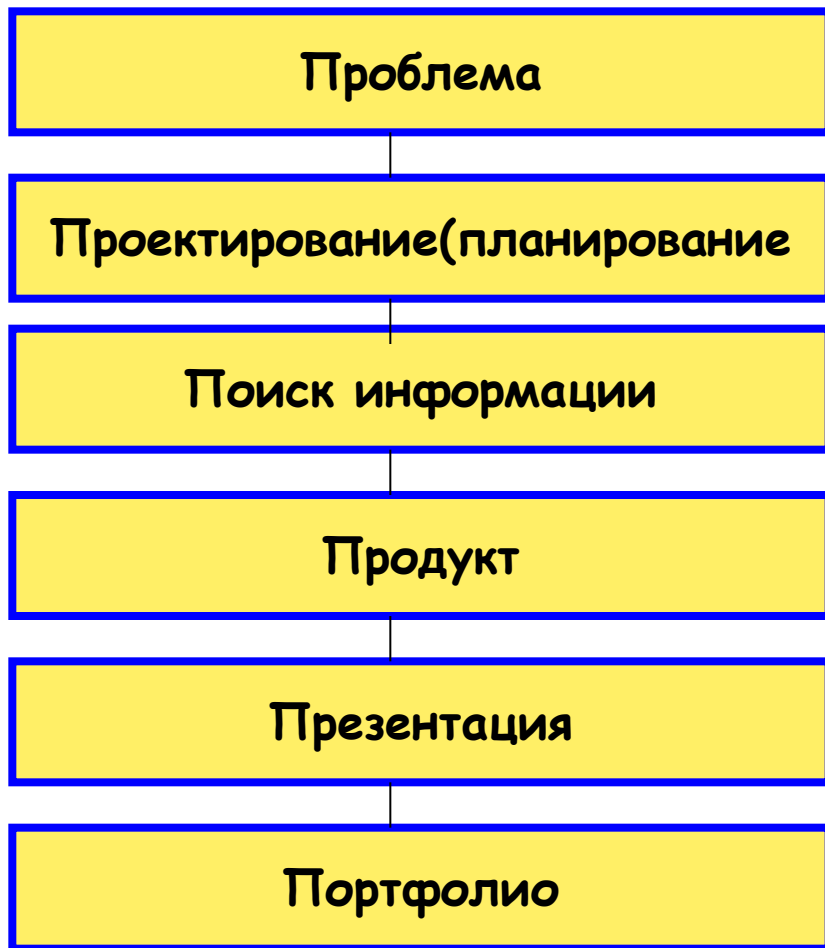 Проблема
Проектирование(планирование
Поиск информации
Продукт
Презентация
Портфолио